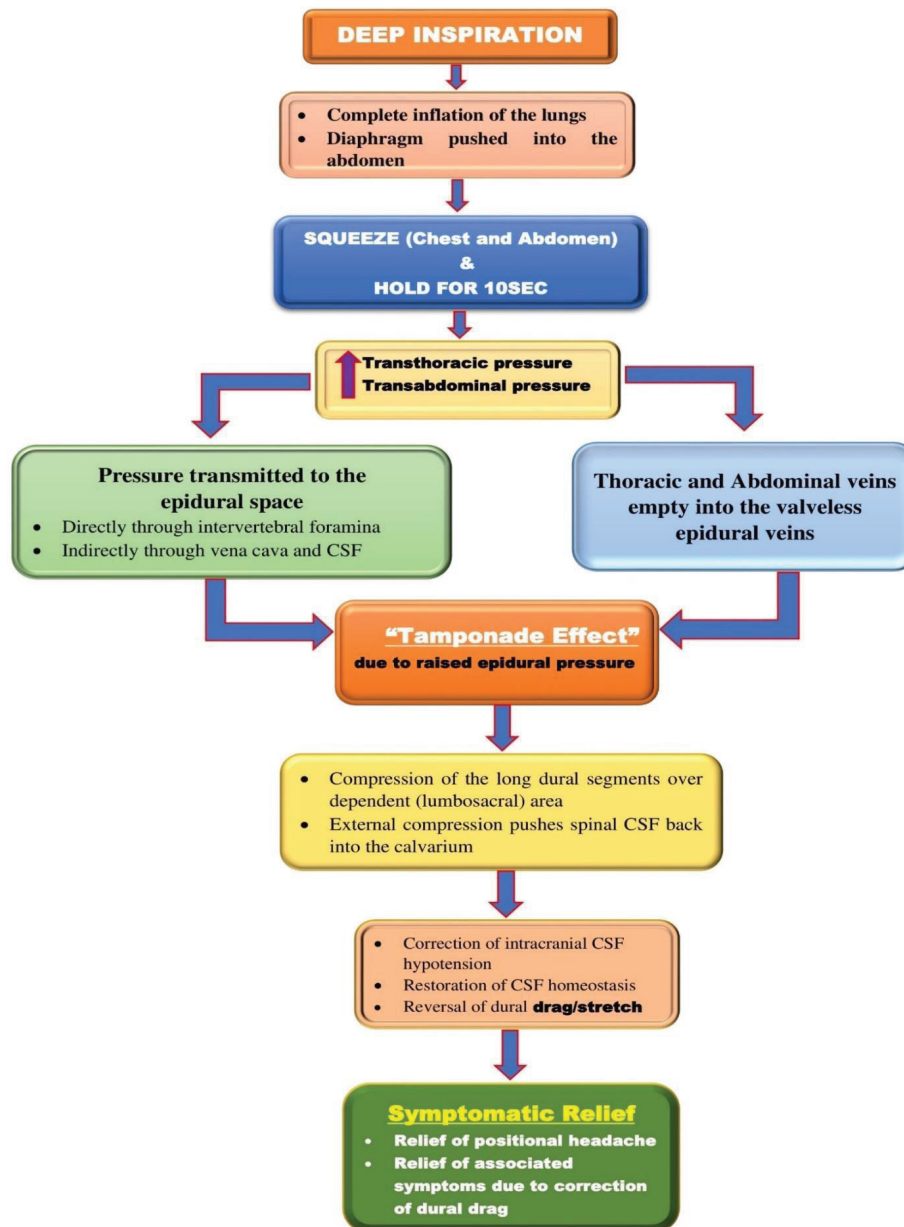 DEEP INSPIRATION
• Complete inflation of the lungs
• Diaphragm pushed into the
abdomen
SQUEEZE (Chest and Abdomen)
&
HOLD FOR 10SEC
Transthoracic pressure
Transabdominal pressure
Pressure transmitted to the
epidural space
• Directly through intervertebral foramina
• Indirectly through vena cava and CSF
Thoracic and Abdominal veins
empty into the valveless
epidural veins
“Tamponade Effect”
due to raised epidural pressure
• Compression of the long dural segments over
dependent (lumbosacral) area
• External compression pushes spinal CSF back
into the calvarium
• Correction of intracranial CSF
hypotension
• Restoration of CSF homeostasis
• Reversal of dural drag/stretch
Symptomatic Relief
• Relief of positional headache
• Relief of associated
symptoms due to correction
of dural drag